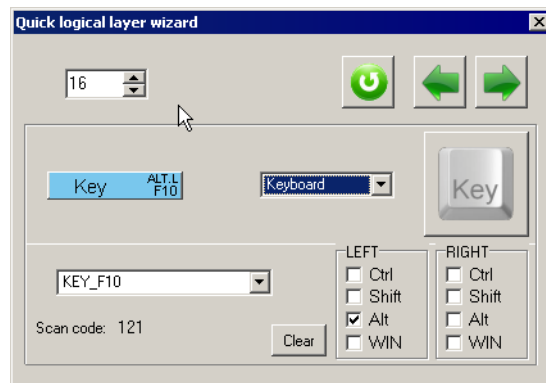 Quick logical layer wizard
16
Key ALT.L
F10
Keyboard
Key
KEY_F10
Scan code: 121
Clear
LEFT
Ctrl
Shift
Alt
WIN
RIGHT
Ctrl
Shift
Alt
WIN